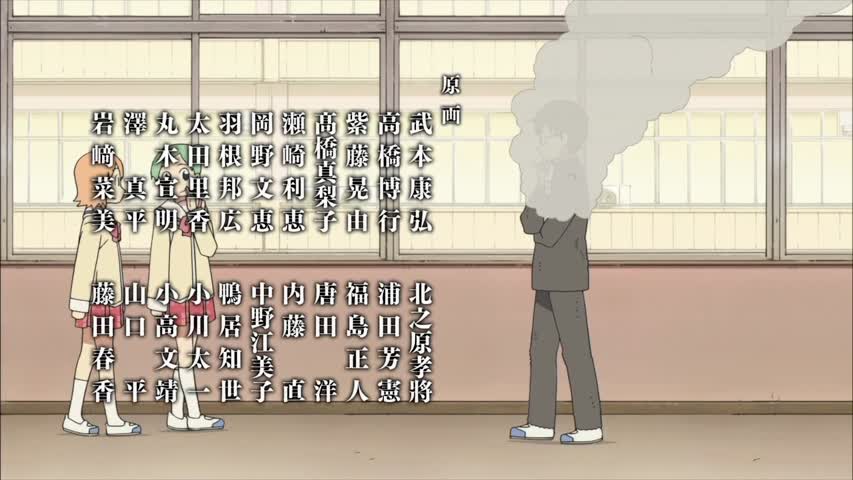 原画
武本康弘
高橋博行
紫藤晃由
高橋真梨子
瀬崎利恵
岡野文恵
羽根邦広
太田里香
丸木宣明
澤真平
岩﨑菜美
北之原孝將
浦田芳憲
福島正人
唐田洋
内藤直
中野江美子
鴨居知世
小川太一
小高文靖
山口平
藤田春香